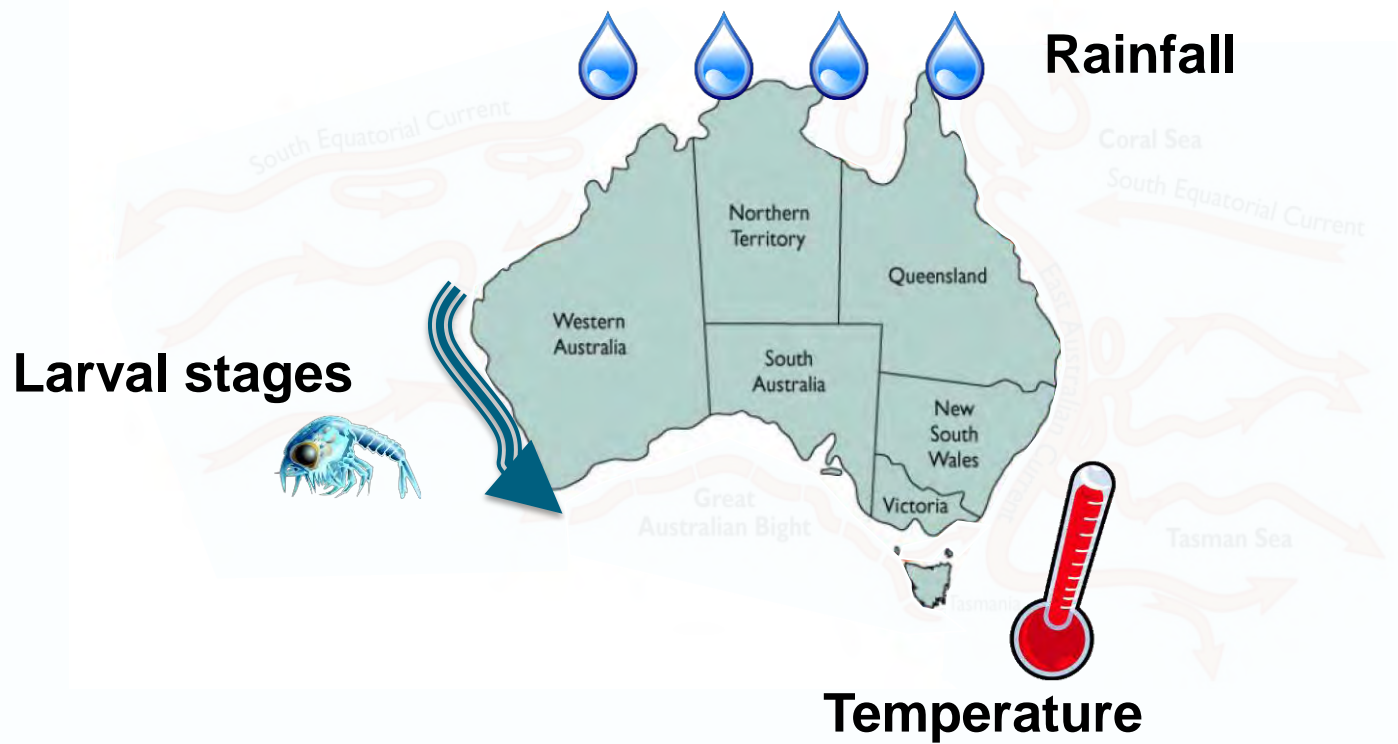 Rainfall
South Equatorial Current
Coral Sea
South Equatorial Current
Northern
Territory
Queensland
East Australian Current
Western
Australia
South
Australia
Larval stages
New
South
Wales
Great
Australian Bight
Victoria
Tasman Sea
Tasmania
Temperature